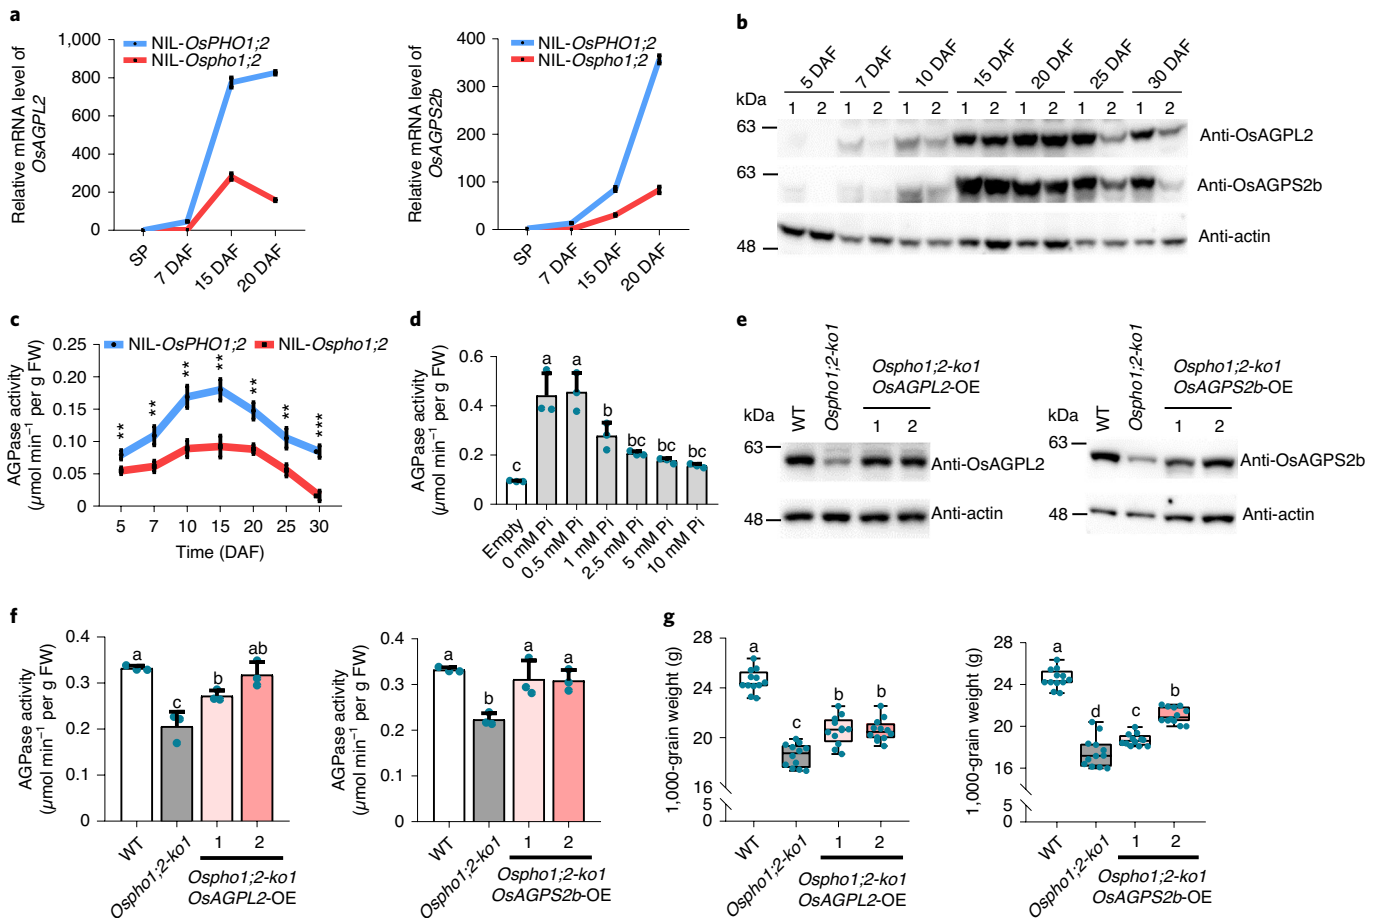 a
Relative mRNA level of
OsAGPL2
1,000
800
600
400
200
0
NIL-OsPHO1;2
NIL-Ospho1;2
SP
7 DAF
15 DAF
20 DAF
Relative mRNA level of
OsAGPS2b
400
300
200
100
0
NIL-OsPHO1;2
NIL-Ospho1;2
SP
7 DAF
15 DAF
20 DAF
b
5 DAF 7 DAF 10 DAF 15 DAF 20 DAF 25 DAF 30 DAF
kDa 1 2 1 2 1 2 1 2 1 2 1 2 1 2
63 Anti-OsAGPL2
63 Anti-OsAGPS2b
48 Anti-actin
c
NIL-OsPHO1;2 NIL-Ospho1;2
AGPase activity
(µmol min−1 per g FW)
0.25
0.20
0.15
0.10
0.05
0
** ** ** ** ** ** ***
5 7 10 15 20 25 30
Time (DAF)
d
AGPase activity
(µmol min−1 per g FW)
0.6
0.4
0.2
0
c a a b bc bc bc
Empty
0 mM Pi
0.5 mM Pi
1 mM Pi
2.5 mM Pi
5 mM Pi
10 mM Pi
e
kDa
WT
Ospho1;2-ko1
Ospho1;2-ko1
OsAGPL2-OE
1 2
63 Anti-OsAGPL2
48 Anti-actin
kDa
WT
Ospho1;2-ko1
Ospho1;2-ko1
OsAGPS2b-OE
1 2
63 Anti-OsAGPS2b
48 Anti-actin
f
AGPase activity
(µmol min−1 per g FW)
0.4
0.3
0.2
0.3
0
a c b ab
WT
Ospho1;2-ko1
1 2
Ospho1;2-ko1
OsAGPL2-OE
AGPase activity
(µmol min−1 per g FW)
0.4
0.3
0.2
0.1
0
a b a a
WT
Ospho1;2-ko1
1 2
Ospho1;2-ko1
OsAGPS2b-OE
g
1,000-grain weight (g)
28
24
20
16
5
0
a c b b
WT
Ospho1;2-ko1
1 2
Ospho1;2-ko1
OsAGPL2-OE
1,000-grain weight (g)
28
24
20
16
5
0
a d c b
WT
Ospho1;2-ko1
1 2
Ospho1;2-ko1
OsAGPS2b-OE